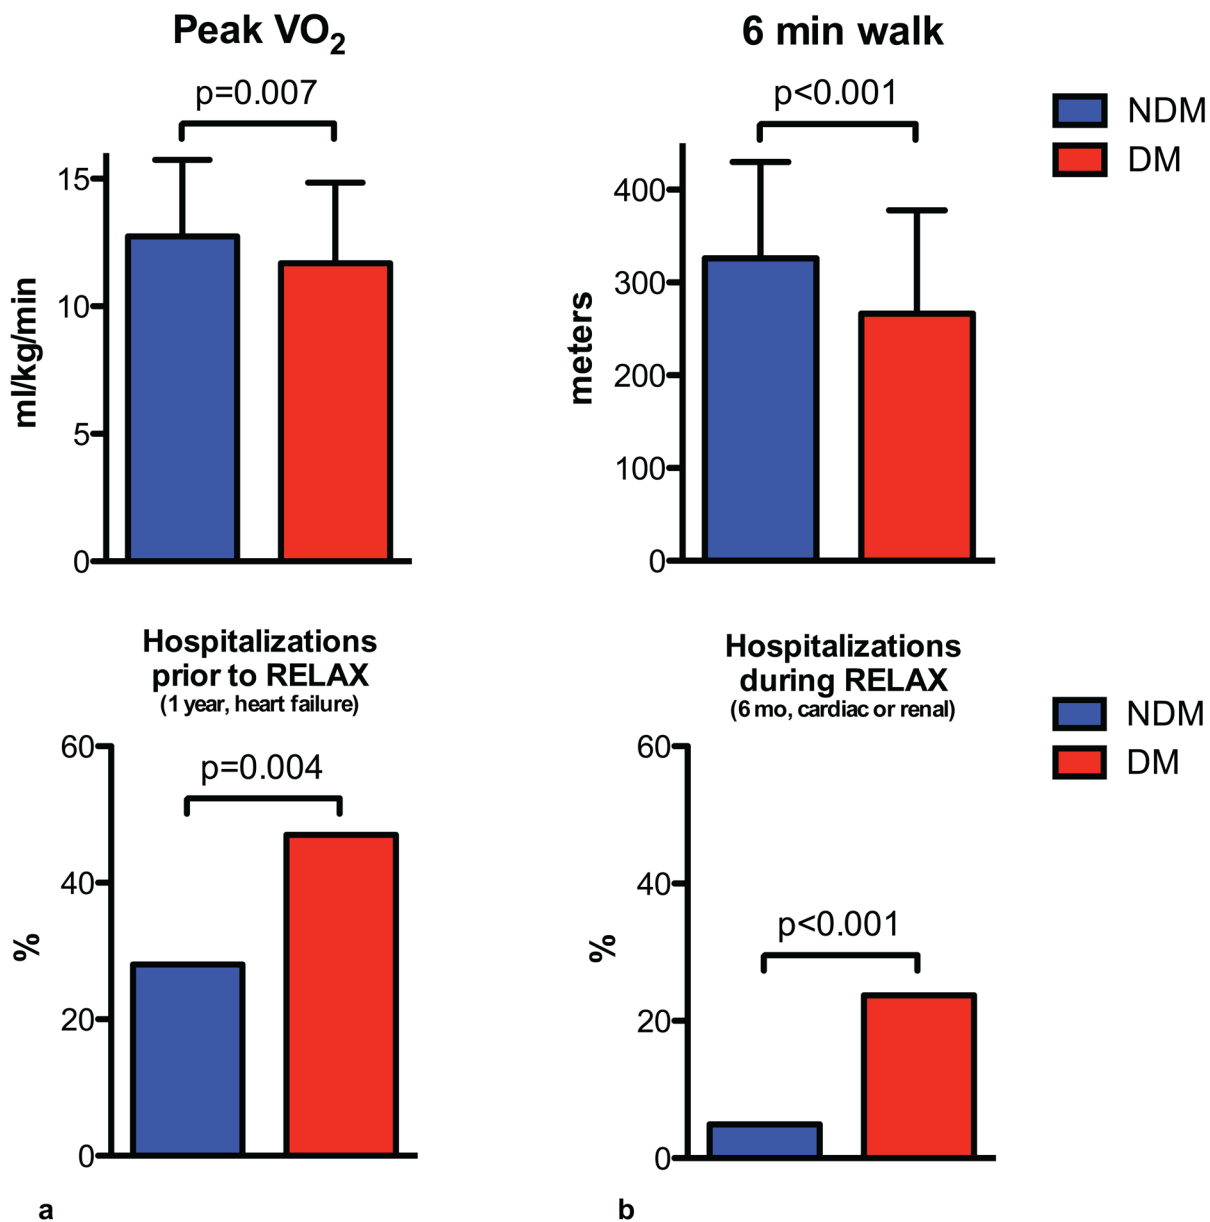 Peak VO2
p=0.007
ml/kg/min
15
10
5
0
6 min walk
p<0.001
meters
400
300
200
100
0
NDM
DM
Hospitalizations
prior to RELAX
(1 year, heart failure)
p=0.004
%
60
40
20
0
Hospitalizations
during RELAX
(6 mo, cardiac or renal)
p<0.001
%
60
40
20
0
NDM
DM
a
b